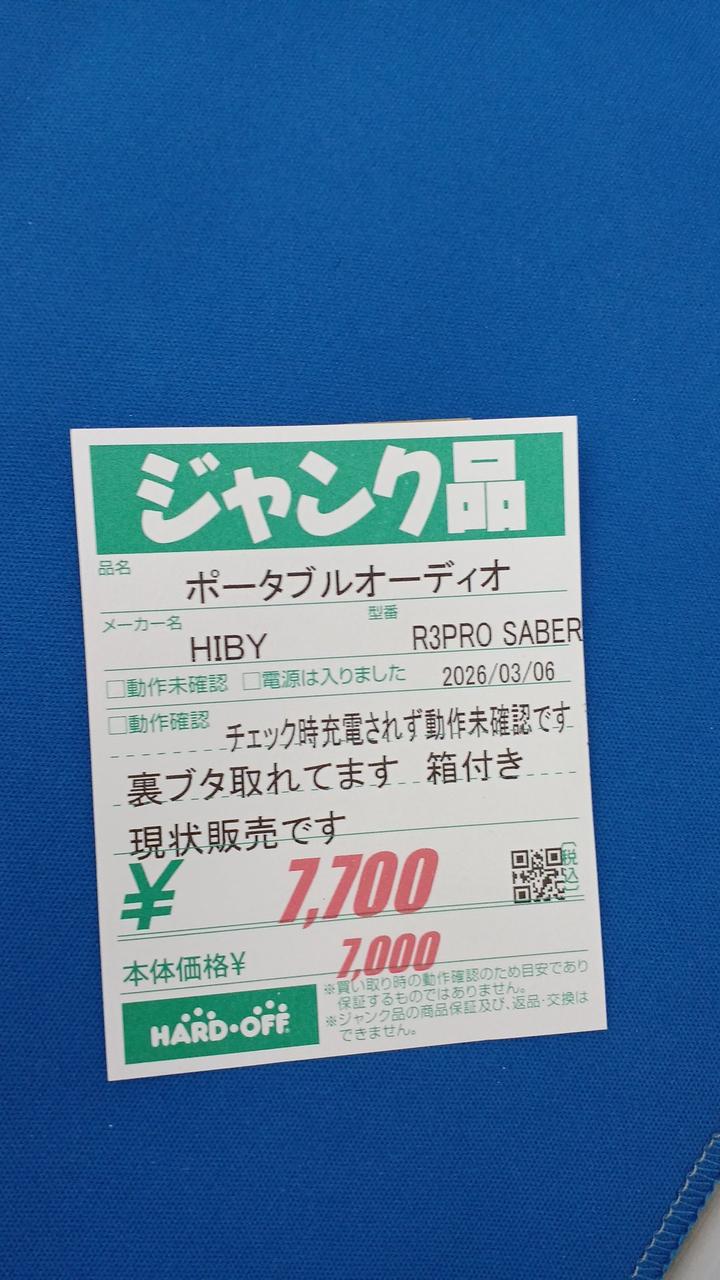 ジャンク品
品名
ポータブルオーディオ
メーカー名 型番
HIBY R3PRO SABER
□動作未確認 □電源は入りました 2026/03/06
□動作確認 チェック時充電されず動作未確認です
裏ブタ取れてます 箱付き
現状販売です
¥ 7,700 (税込)
本体価格¥ 7,000
HARD・OFF
※買い取り時の動作確認のため目安であり
保証するものではありません。
※ジャンク品の商品保証及び、返品・交換は
できません。